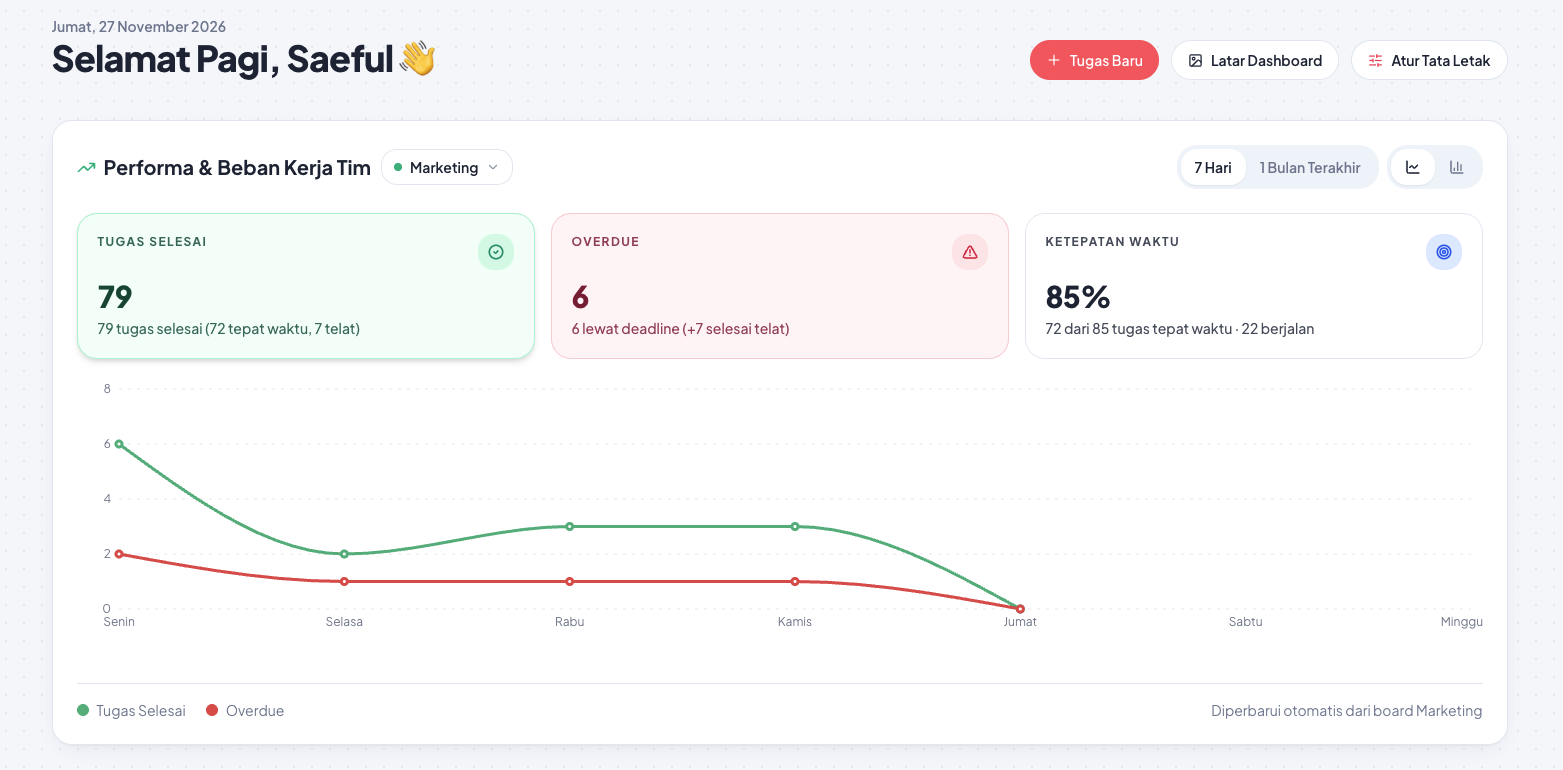 Jumat, 27 November 2026
Selamat Pagi, Saeful 👋
Tugas Baru
Latar Dashboard
Atur Tata Letak
Performa & Beban Kerja Tim
Marketing
7 Hari
1 Bulan Terakhir
TUGAS SELESAI
79
79 tugas selesai (72 tepat waktu, 7 telat)
OVERDUE
6
6 lewat deadline (+7 selesai telat)
KETEPATAN WAKTU
85%
72 dari 85 tugas tepat waktu · 22 berjalan
8
6
4
2
0
Senin Selasa Rabu Kamis Jumat Sabtu Minggu
Tugas Selesai
Overdue
Diperbarui otomatis dari board Marketing